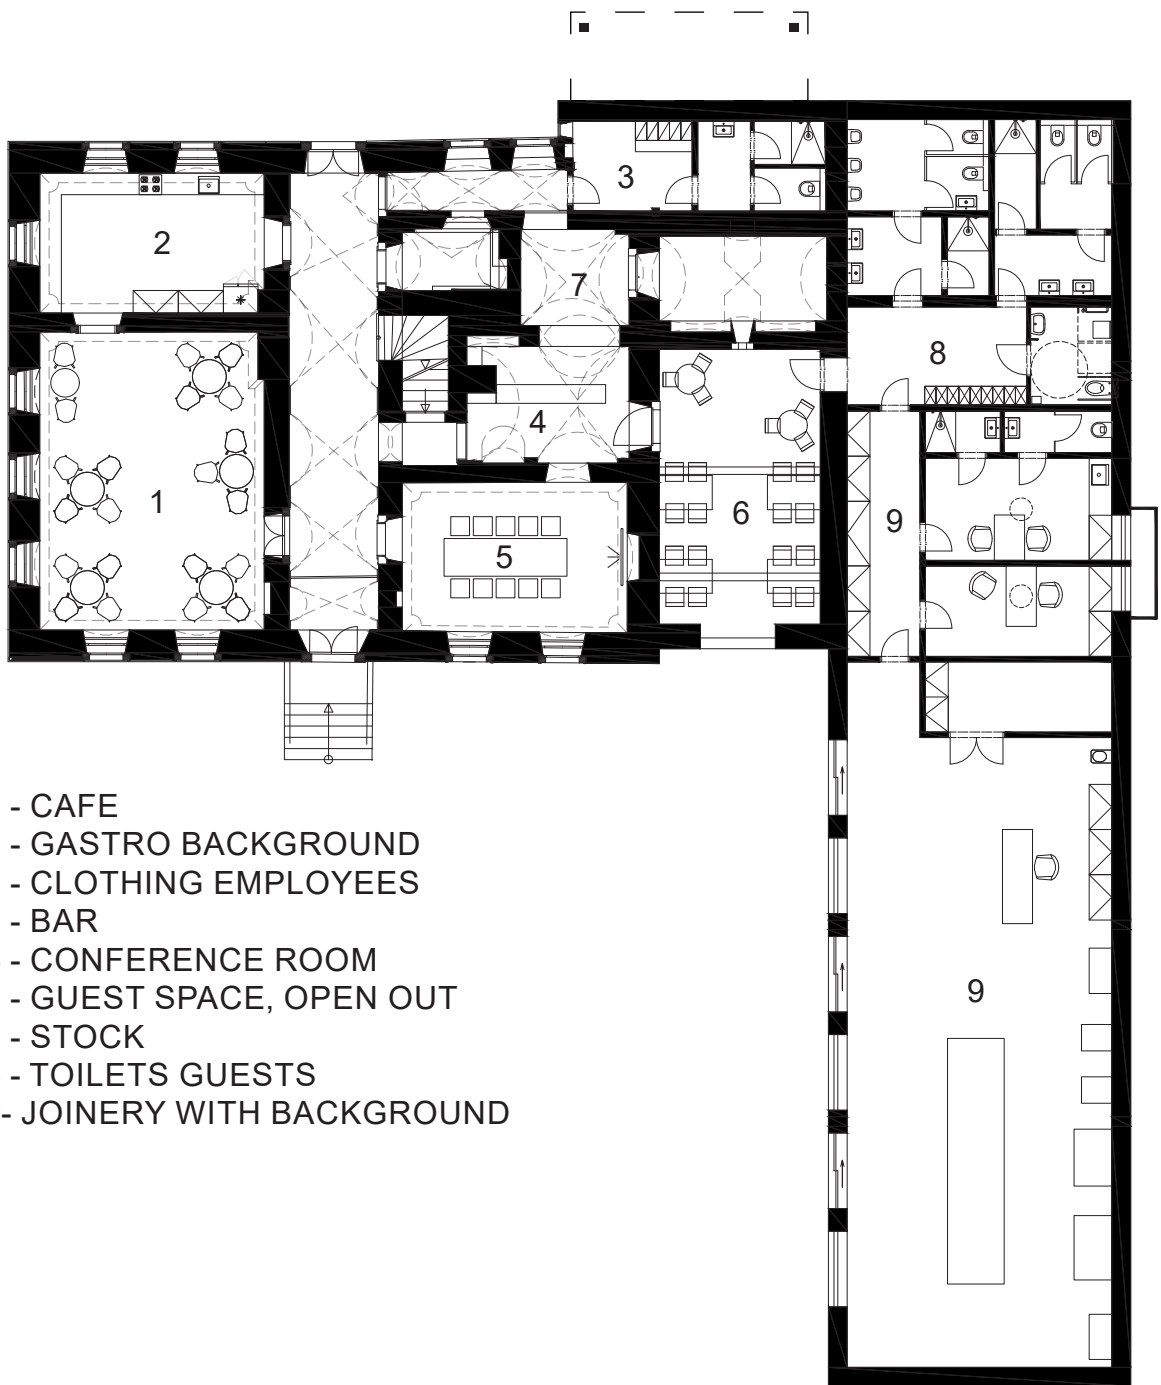 3
2
7
8
4
1
6
9
5
- CAFE
- GASTRO BACKGROUND
- CLOTHING EMPLOYEES
- BAR
- CONFERENCE ROOM
- GUEST SPACE, OPEN OUT
- STOCK
- TOILETS GUESTS
- JOINERY WITH BACKGROUND
9